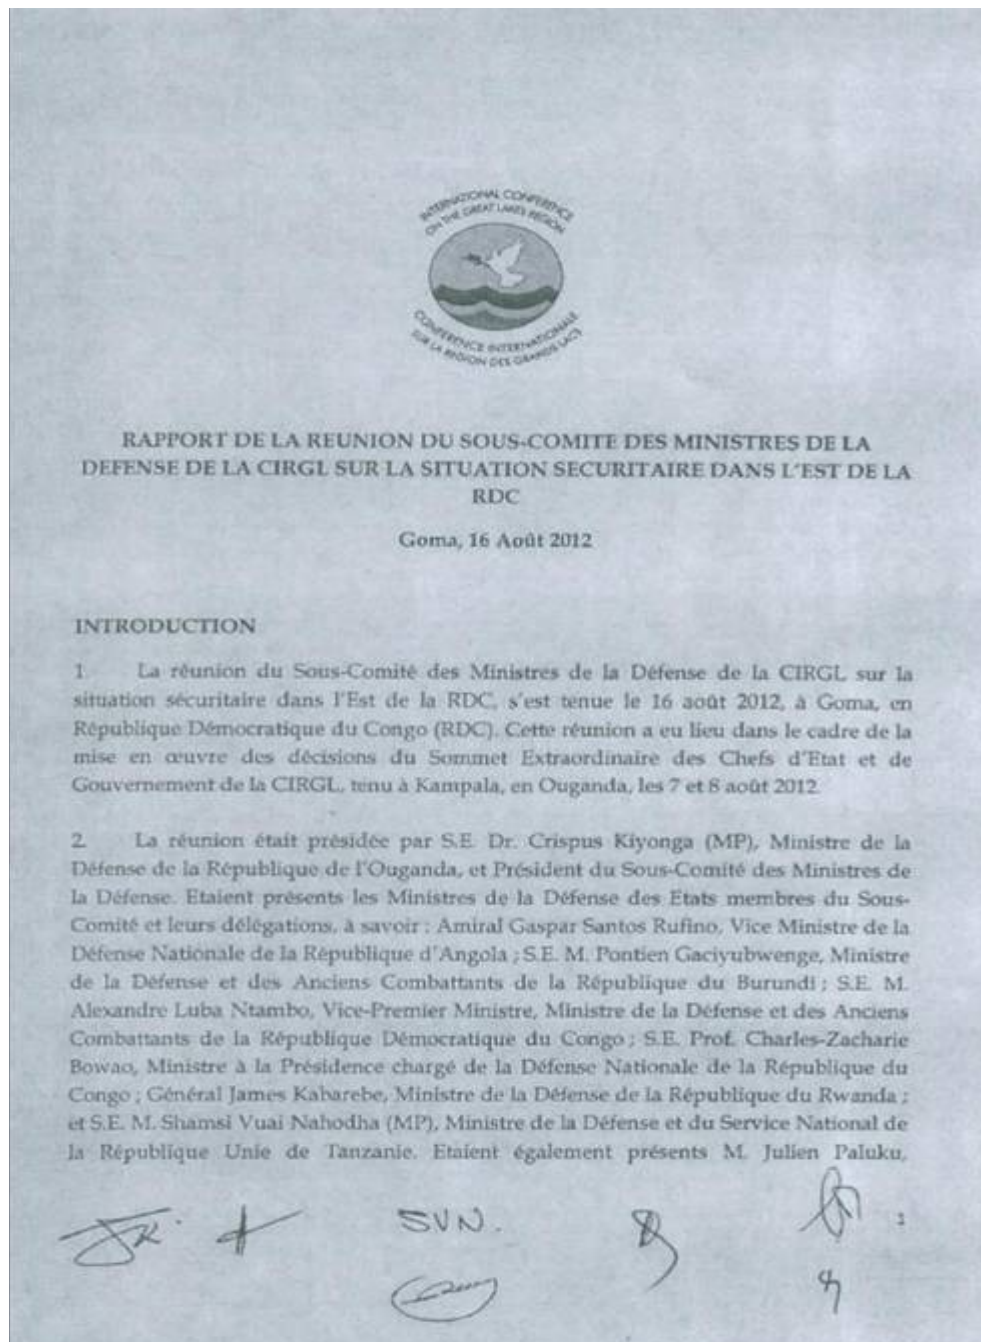 INTERNATIONAL CONFERENCE
ON THE GREAT LAKES REGION
CONFERENCE INTERNATIONALE
SUR LA REGION DES GRANDS LACS
RAPPORT DE LA REUNION DU SOUS-COMITE DES MINISTRES DE LA
DEFENSE DE LA CIRGL SUR LA SITUATION SECURITAIRE DANS L'EST DE LA
RDC
Goma, 16 Août 2012
INTRODUCTION
1. La réunion du Sous-Comité des Ministres de la Défense de la CIRGL sur la
situation sécuritaire dans l'Est de la RDC, s'est tenue le 16 août 2012, à Goma, en
République Démocratique du Congo (RDC). Cette réunion a eu lieu dans le cadre de la
mise en œuvre des décisions du Sommet Extraordinaire des Chefs d'Etat et de
Gouvernement de la CIRGL, tenu à Kampala, en Ouganda, les 7 et 8 août 2012.
2. La réunion était présidée par S.E. Dr. Crispus Kiyonga (MP), Ministre de la
Défense de la République de l'Ouganda, et Président du Sous-Comité des Ministres de
la Défense. Etaient présents les Ministres de la Défense des Etats membres du Sous-
Comité et leurs délégations, à savoir : Amiral Gaspar Santos Rufino, Vice Ministre de la
Défense Nationale de la République d'Angola ; S.E. M. Pontien Gaciyubwenge, Ministre
de la Défense et des Anciens Combattants de la République du Burundi ; S.E. M.
Alexandre Luba Ntambo, Vice-Premier Ministre, Ministre de la Défense et des Anciens
Combattants de la République Démocratique du Congo ; S.E. Prof. Charles-Zacharie
Bowao, Ministre à la Présidence chargé de la Défense Nationale de la République du
Congo ; Général James Kabarebe, Ministre de la Défense de la République du Rwanda ;
et S.E. M. Shamsi Vuai Nahodha (MP), Ministre de la Défense et du Service National de
la République Unie de Tanzanie. Etaient également présents M. Julien Paluku,
SVN.
1